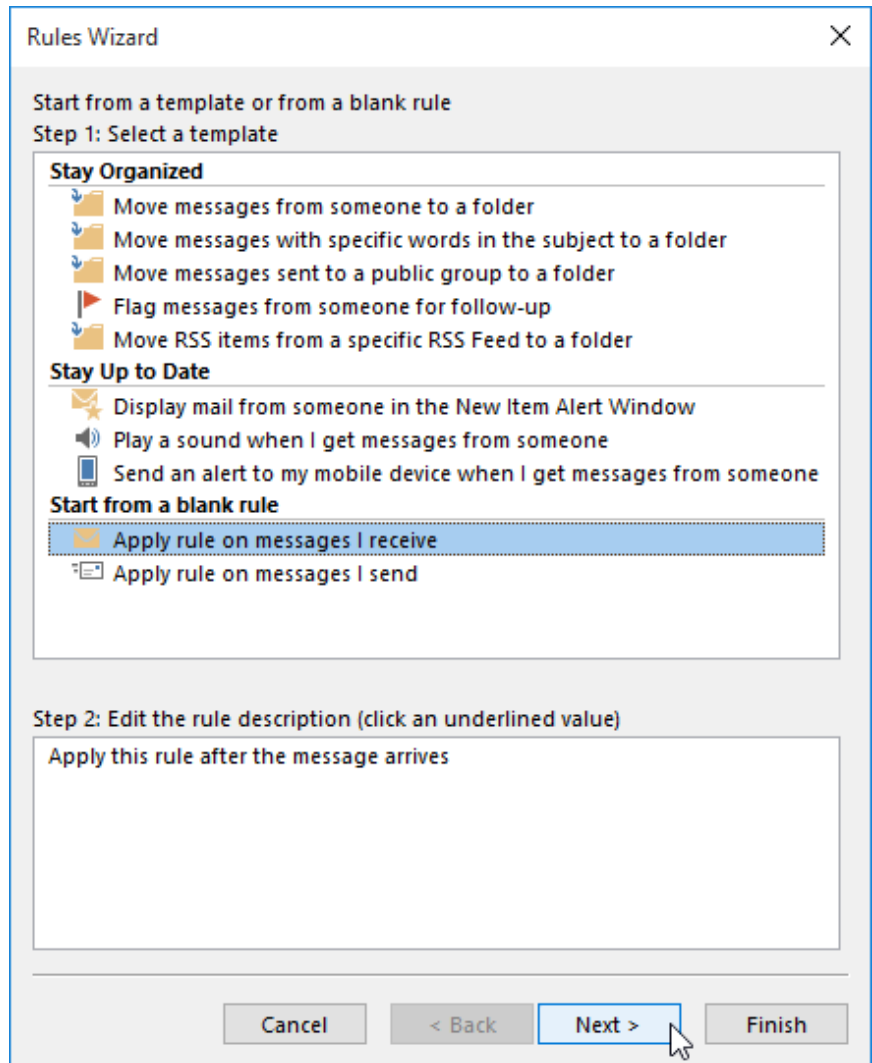 Rules Wizard
Start from a template or from a blank rule
Step 1: Select a template
Stay Organized
Move messages from someone to a folder
Move messages with specific words in the subject to a folder
Move messages sent to a public group to a folder
Flag messages from someone for follow-up
Move RSS items from a specific RSS Feed to a folder
Stay Up to Date
Display mail from someone in the New Item Alert Window
Play a sound when I get messages from someone
Send an alert to my mobile device when I get messages from someone
Start from a blank rule
Apply rule on messages I receive
Apply rule on messages I send
Step 2: Edit the rule description (click an underlined value)
Apply this rule after the message arrives
Cancel < Back Next > Finish